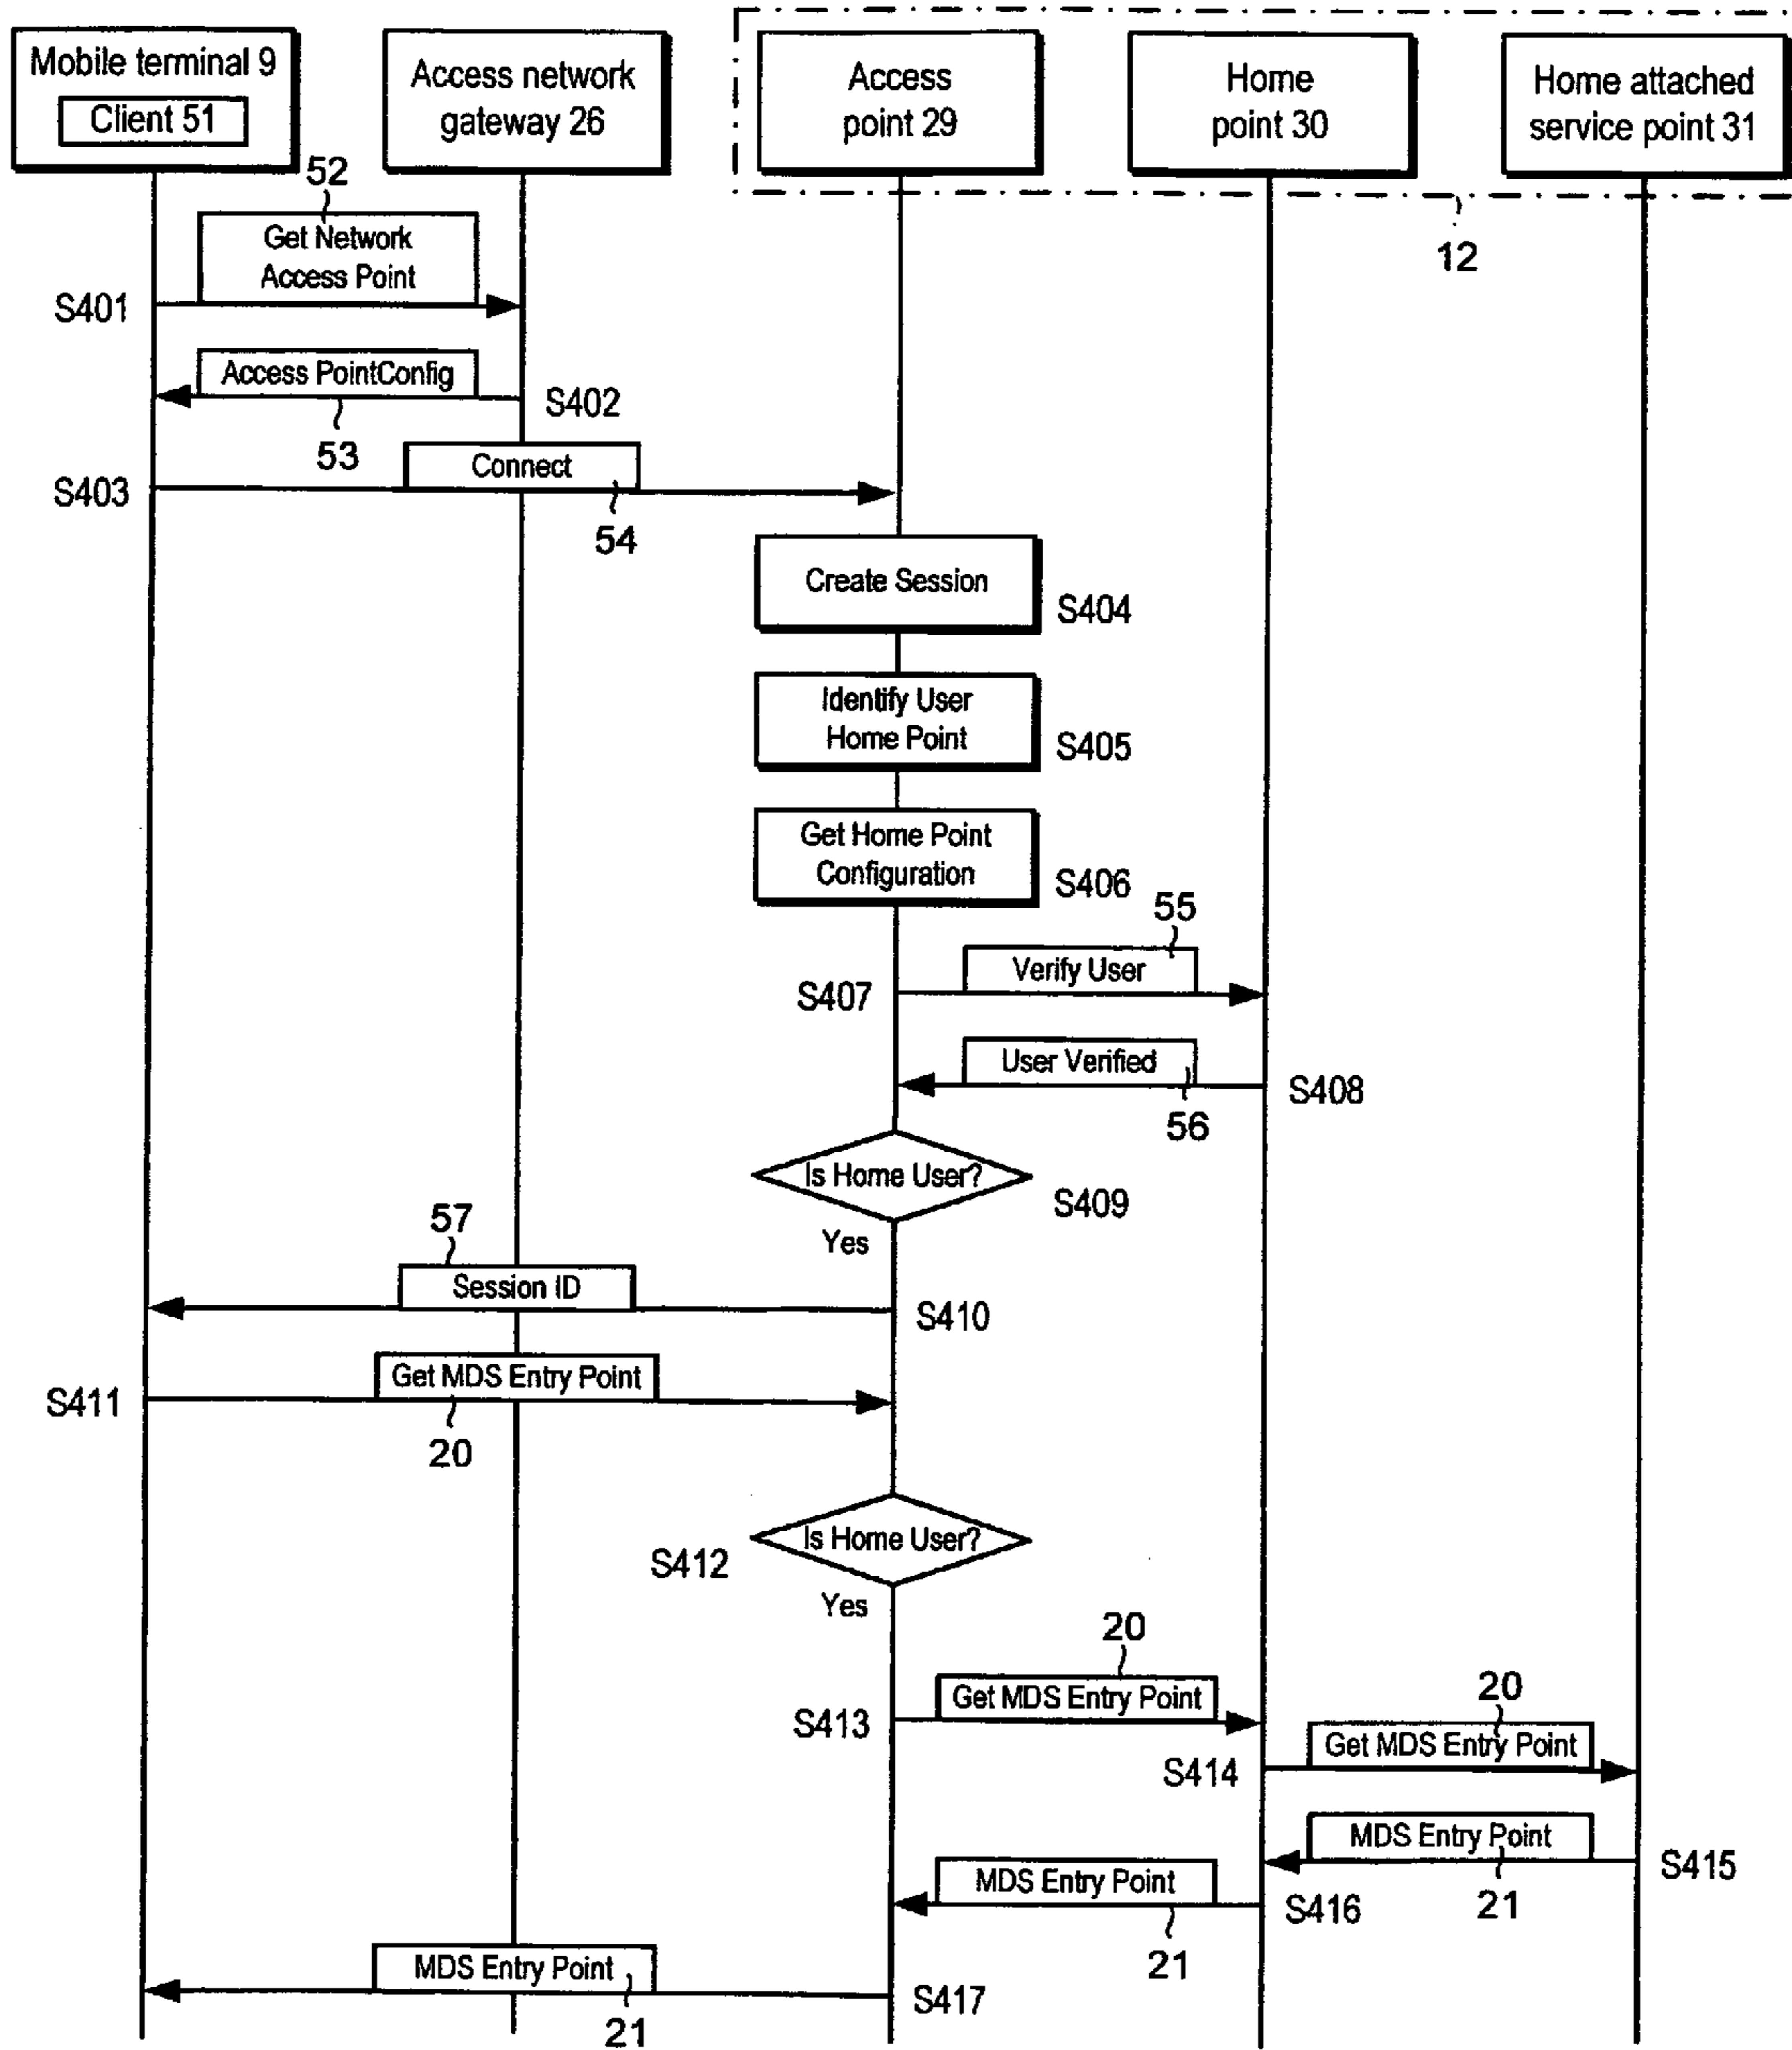 Mobile terminal 9
Client 51
Access network
gateway 26
Access
point 29
Home
point 30
Home attached
service point 31
12
52
Get Network
Access Point
S401
Access PointConfig
S402
53
Connect
S403
54
Create Session
S404
Identify User
Home Point
S405
Get Home Point
Configuration
S406
55
Verify User
S407
User Verified
S408
56
Is Home User?
S409
Yes
57
Session ID
S410
Get MDS Entry Point
S411
20
Is Home User?
S412
Yes
20
Get MDS Entry Point
S413
20
Get MDS Entry Point
S414
MDS Entry Point
S415
21
MDS Entry Point
S416
21
MDS Entry Point
S417
21